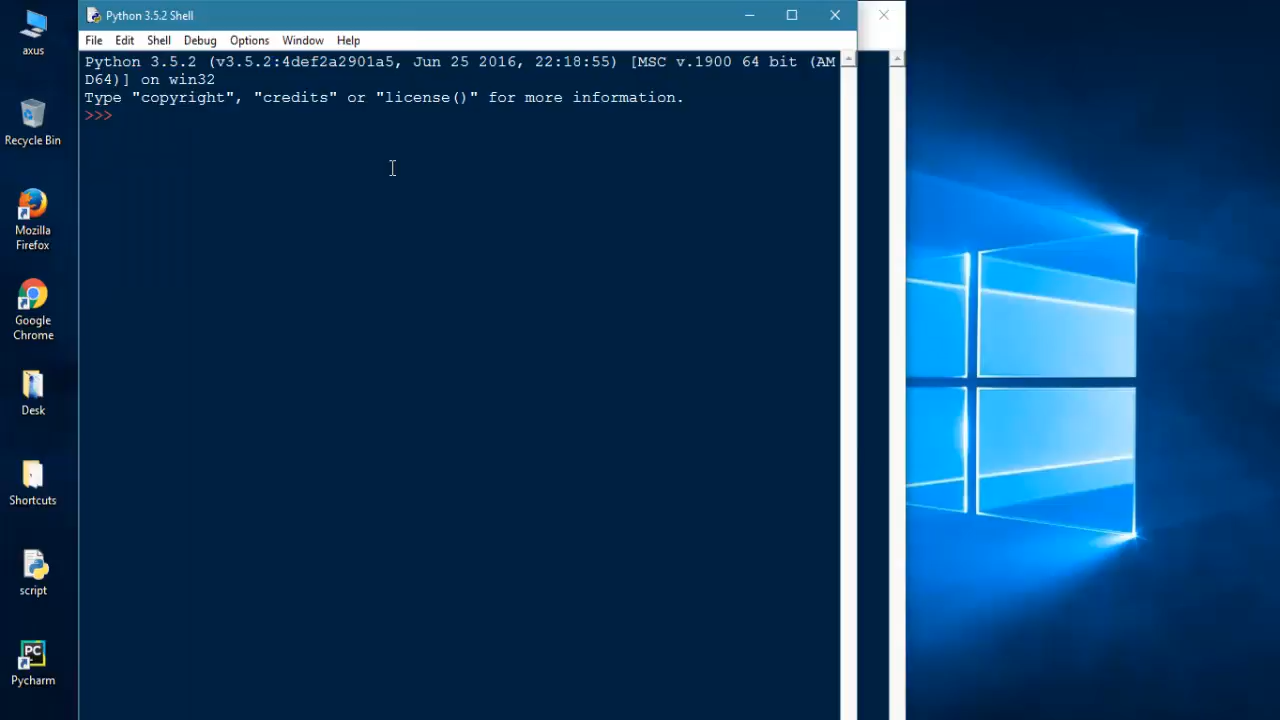 Python 3.5.2 Shell
File Edit Shell Debug Options Window Help
Python 3.5.2 (v3.5.2:4def2a2901a5, Jun 25 2016, 22:18:55) [MSC v.1900 64 bit (AM
D64)] on win32
Type "copyright", "credits" or "license()" for more information.
>>>
axus
Recycle Bin
Mozilla
Firefox
Google
Chrome
Desk
Shortcuts
script
PC
Pycharm